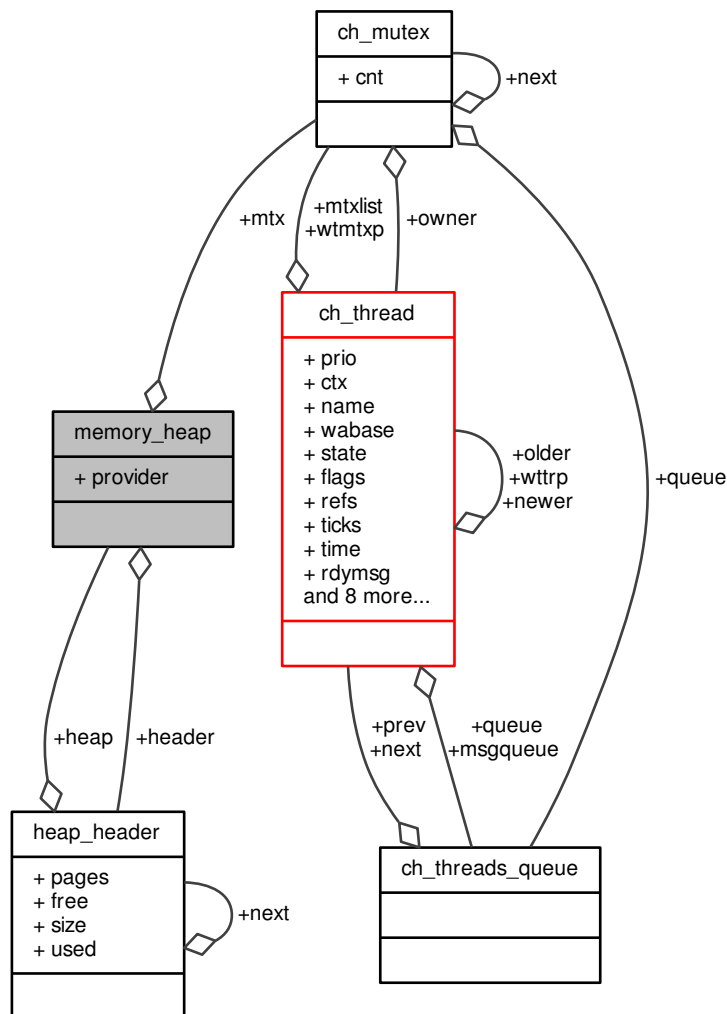 ch_mutex
+ cnt
+next
+mtx
+mtxlist
+wtmtxp
+owner
ch_thread
+ prio
+ ctx
+ name
+ wabase
+ state
+ flags
+ refs
+ ticks
+ time
+ rdymsg
and 8 more...
+older
+wttrp
+newer
+queue
memory_heap
+ provider
+heap
+header
+prev
+next
+queue
+msgqueue
heap_header
+ pages
+ free
+ size
+ used
+next
ch_threads_queue